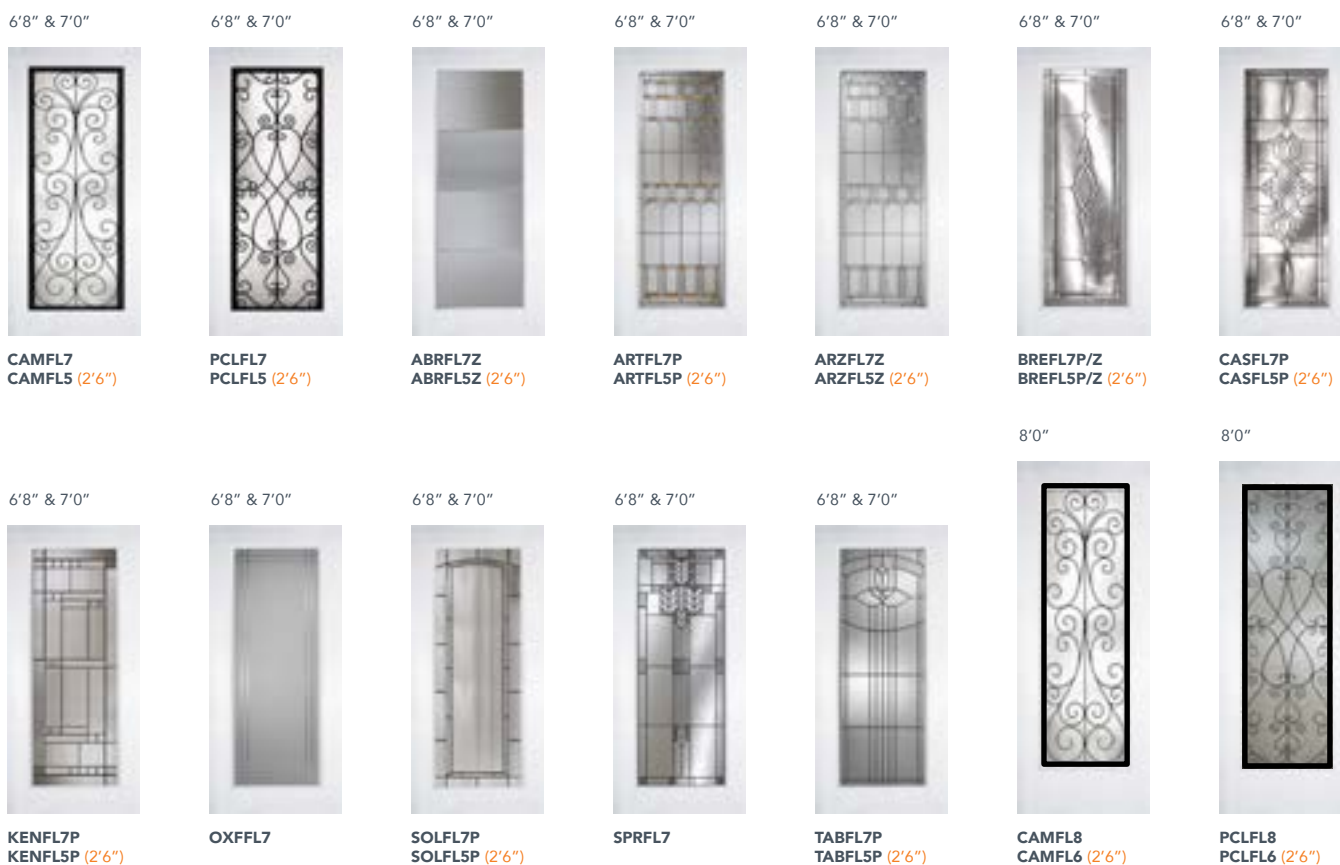 6’8” & 7’0”
6’8” & 7’0”
6’8” & 7’0”
6’8” & 7’0”
6’8” & 7’0”
6’8” & 7’0”
6’8” & 7’0”
CAMFL7
CAMFL5 (2’6”)
PCLFL7
PCLFL5 (2’6”)
ABRFL7Z
ABRFL5Z (2’6”)
ARTFL7P
ARTFL5P (2’6”)
ARZFL7Z
ARZFL5Z (2’6”)
BREFL7P/Z
BREFL5P/Z (2’6”)
CASFL7P
CASFL5P (2’6”)
6’8” & 7’0”
6’8” & 7’0”
6’8” & 7’0”
6’8” & 7’0”
6’8” & 7’0”
8’0”
8’0”
KENFL7P
KENFL5P (2’6”)
OXFFL7
SOLFL7P
SOLFL5P (2’6”)
SPRFL7
TABFL7P
TABFL5P (2’6”)
CAMFL8
CAMFL6 (2’6”)
PCLFL8
PCLFL6 (2’6”)